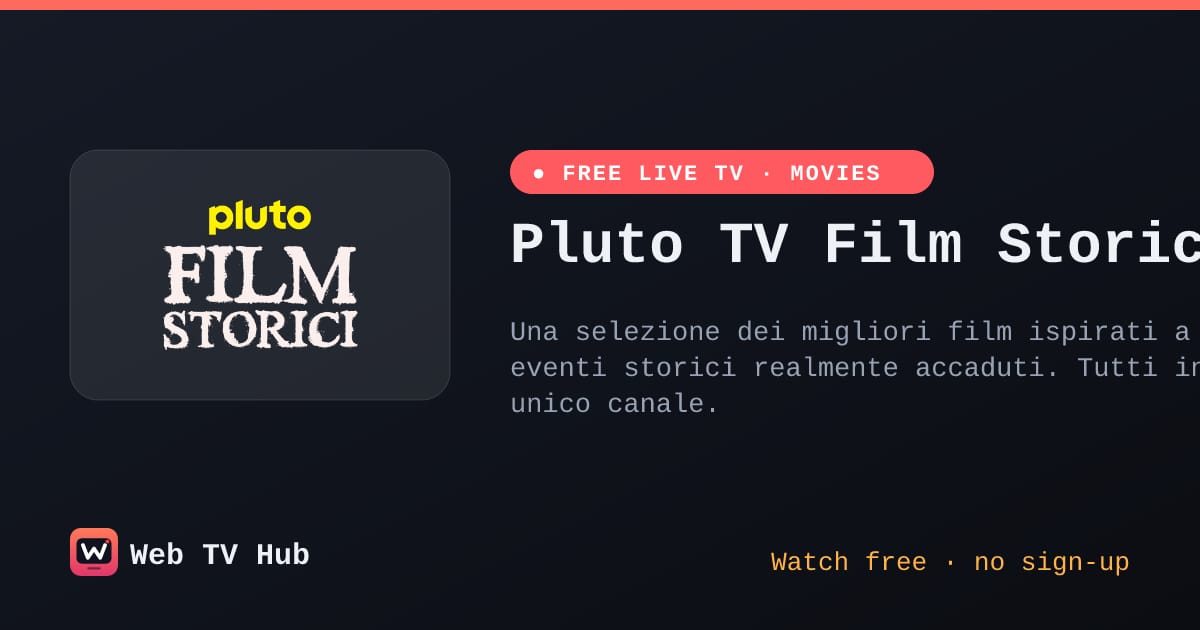 pluto
FILM
STORICI
● FREE LIVE TV · MOVIES
Pluto TV Film Storic
Una selezione dei migliori film ispirati a
eventi storici realmente accaduti. Tutti in
unico canale.
Web TV Hub
Watch free · no sign-up